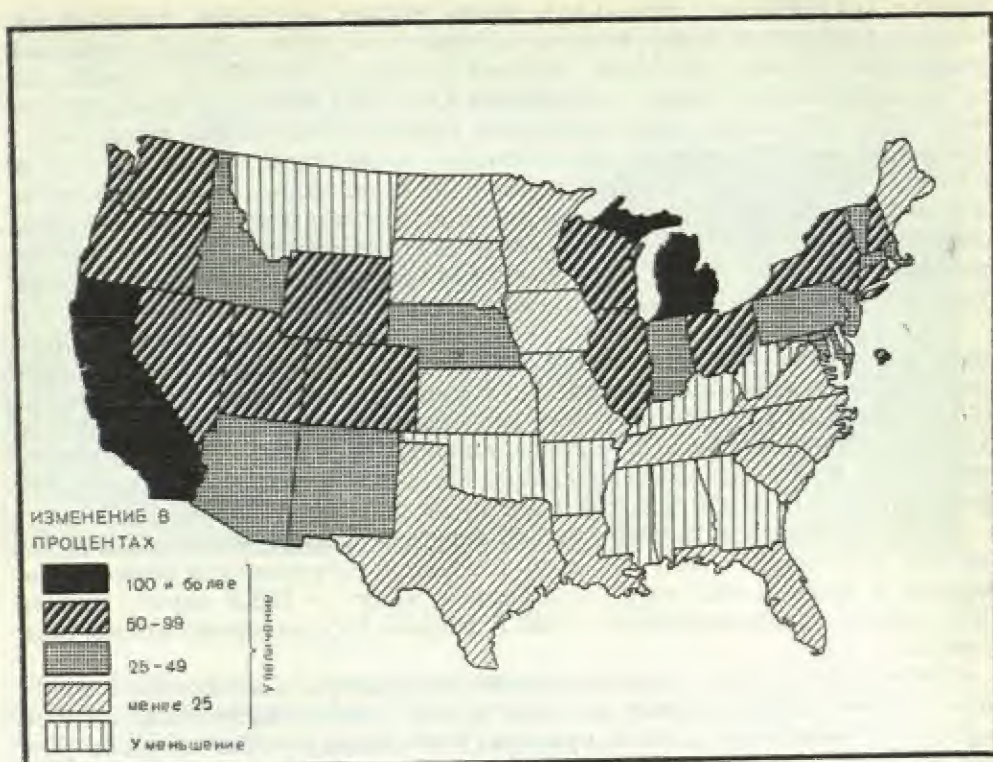 ИЗМЕНЕНИЕ В
ПРОЦЕНТАХ
100 и более
50-99
25-49
менее 25
Уменьшение
Увеличение